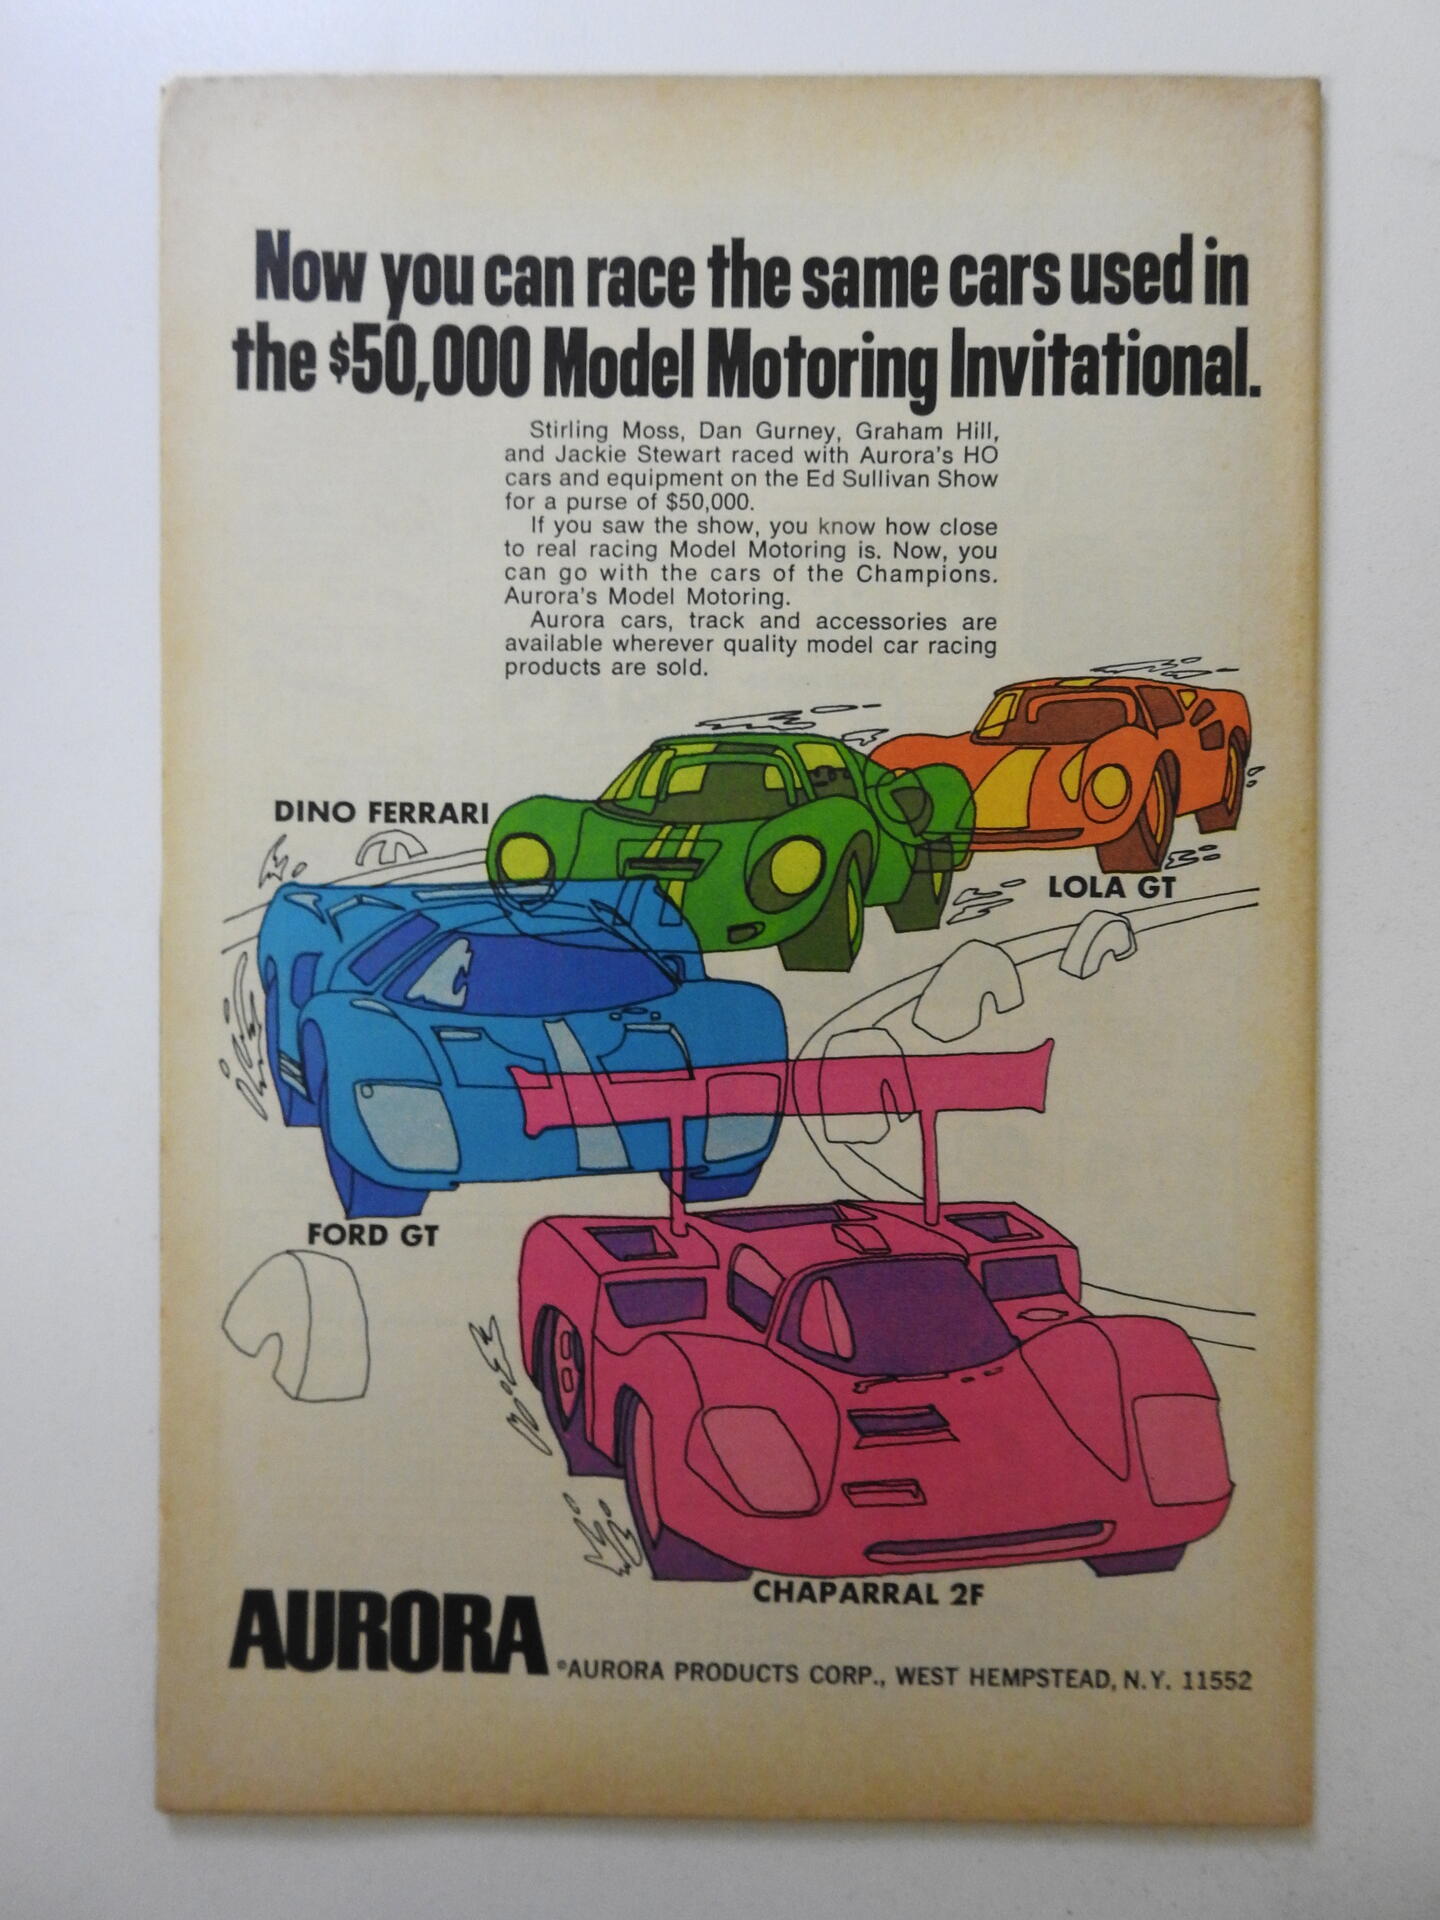 Now you can race the same cars used in
the $50,000 Model Motoring Invitational.
Stirling Moss, Dan Gurney, Graham Hill,
and Jackie Stewart raced with Aurora's HO
cars and equipment on the Ed Sullivan Show
for a purse of $50,000.
If you saw the show, you know how close
to real racing Model Motoring is. Now, you
can go with the cars of the Champions.
Aurora's Model Motoring.
Aurora cars, track and accessories are
available wherever quality model car racing
products are sold.
DINO FERRARI
LOLA GT
FORD GT
CHAPARRAL 2F
AURORA
®AURORA PRODUCTS CORP., WEST HEMPSTEAD, N.Y. 11552